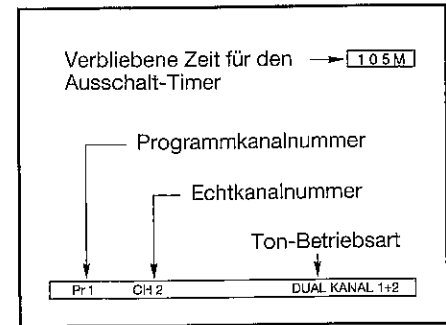 Verbliebene Zeit für den 105M
Ausschalt-Timer
Programmkanalnummer
Echtkanalnummer
Ton-Betriebsart
Pr 1 CH 2 DUAL KANAL 1+2